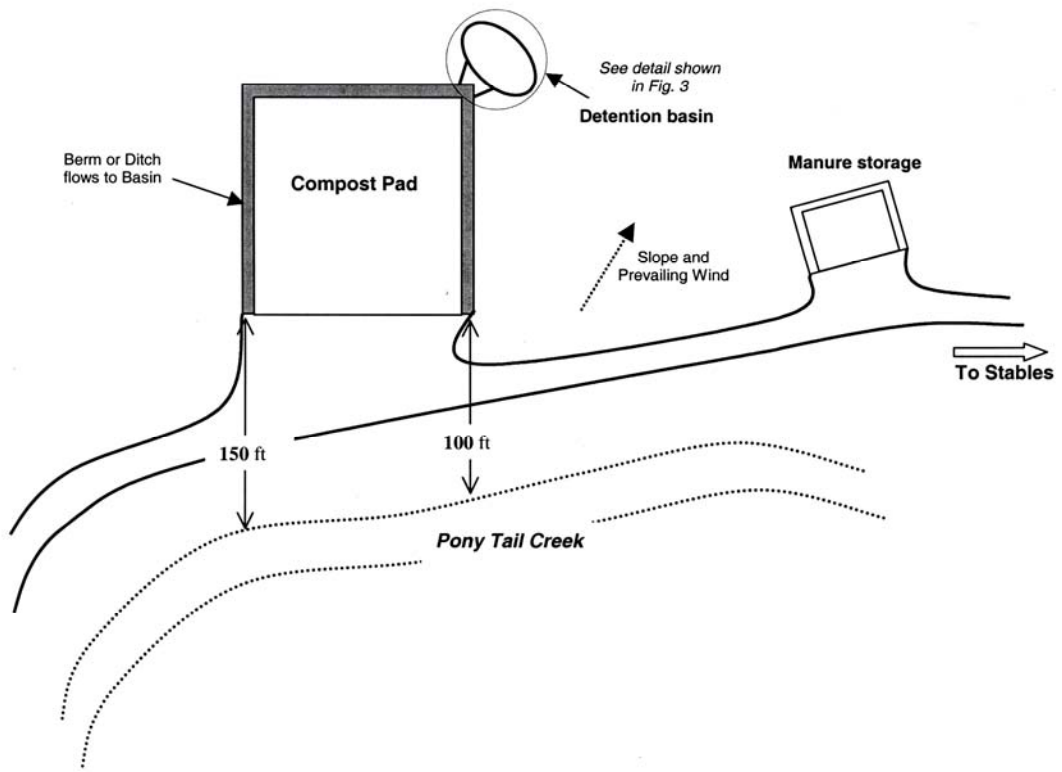 See detail shown
in Fig. 3
Detention basin
Berm or Ditch
flows to Basin
Compost Pad
Manure storage
Slope and
Prevailing Wind
To Stables
150 ft
100 ft
Pony Tail Creek